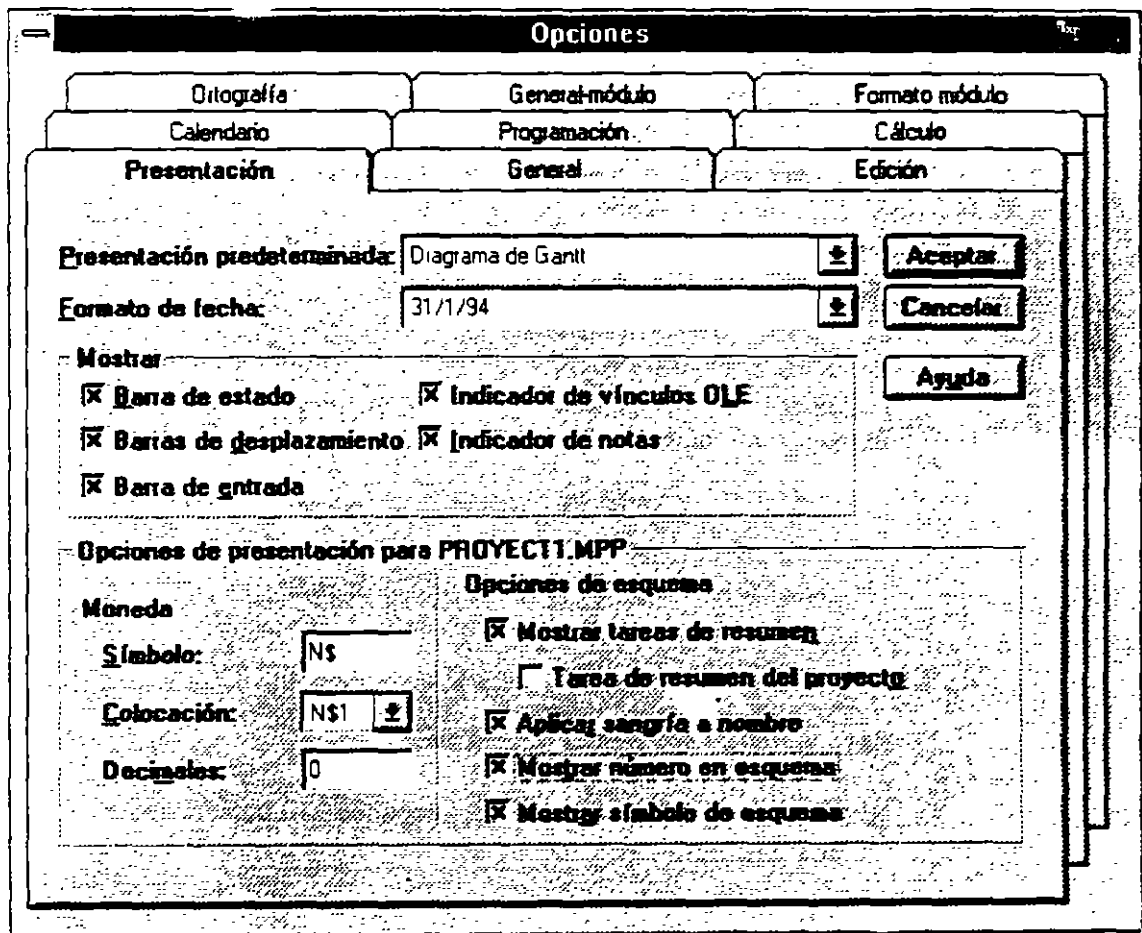 Opciones
Ortografía General-módulo Formato módulo
Calendario Programación Cálculo
Presentación General Edición
Presentación predeterminada: Diagrama de Gantt Aceptar
Formato de fecha: 31/1/94 Cancelar
Mostrar Ayuda
Barra de estado Indicador de vínculos OLE
Barras de desplazamiento Indicador de notas
Barra de entrada
Opciones de presentación para PROYECT1.MPP
Moneda Opciones de esquema
Símbolo: N$ Mostrar tareas de resumen
Tarea de resumen del proyecto
Colocación: N$1 Aplicar sangría a nombre
Decimales: 0 Mostrar número en esquema
Mostrar símbolo de esquema